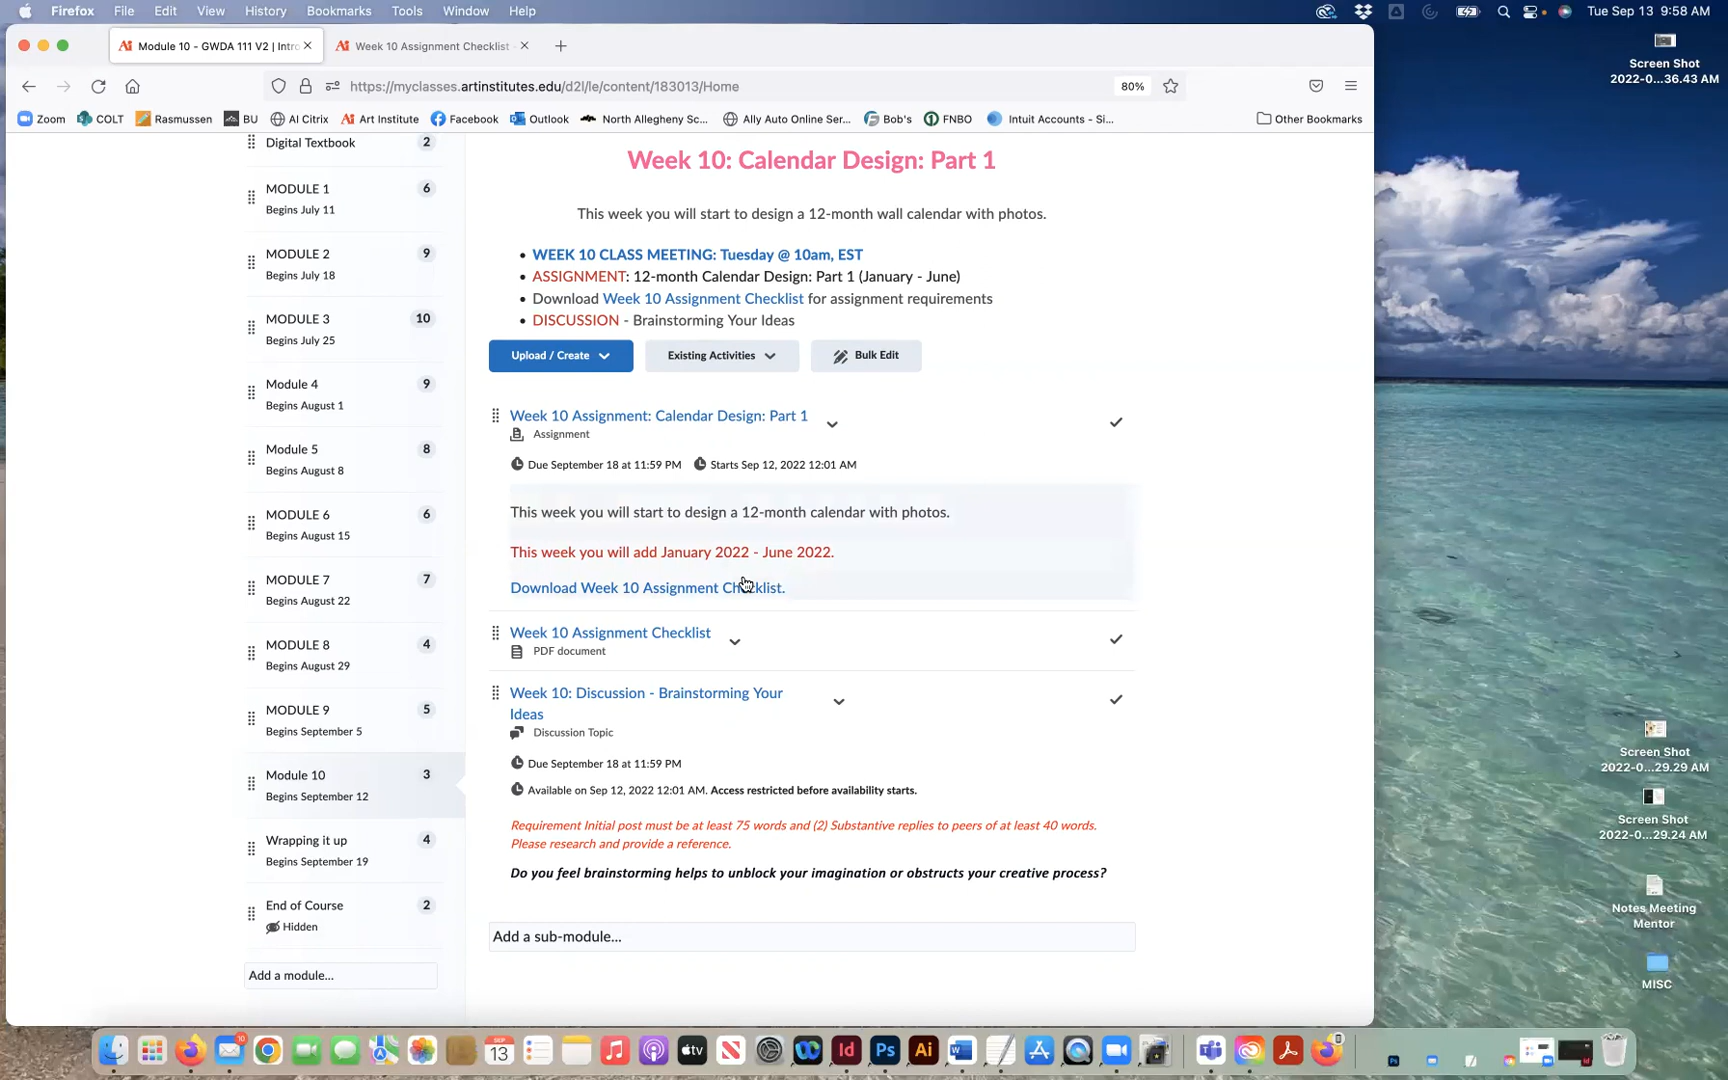 Firefox File Edit View History Bookmarks Tools Window Help
Tue Sep 13 9:58 AM
Module 10 - GWDA 111 V2 | Intro
Week 10 Assignment Checklist
https://myclasses.artinstitutes.edu/d2l/le/content/183013/Home
80%
Zoom COLT Rasmussen BU AI Citrix Art Institute Facebook Outlook North Allegheny Sc... Ally Auto Online Ser... Bob's FNBO Intuit Accounts - Si... Other Bookmarks
Digital Textbook 2
MODULE 1 6
Begins July 11
MODULE 2 9
Begins July 18
MODULE 3 10
Begins July 25
Module 4 9
Begins August 1
Module 5 8
Begins August 8
MODULE 6 6
Begins August 15
MODULE 7 7
Begins August 22
MODULE 8 4
Begins August 29
MODULE 9 5
Begins September 5
Module 10 3
Begins September 12
Wrapping it up 4
Begins September 19
End of Course 2
Hidden
Add a module...
Week 10: Calendar Design: Part 1
This week you will start to design a 12-month wall calendar with photos.
WEEK 10 CLASS MEETING: Tuesday @ 10am, EST
ASSIGNMENT: 12-month Calendar Design: Part 1 (January - June)
Download Week 10 Assignment Checklist for assignment requirements
DISCUSSION - Brainstorming Your Ideas
Upload / Create Existing Activities Bulk Edit
Week 10 Assignment: Calendar Design: Part 1
Assignment
Due September 18 at 11:59 PM Starts Sep 12, 2022 12:01 AM
This week you will start to design a 12-month calendar with photos.
This week you will add January 2022 - June 2022.
Download Week 10 Assignment Checklist.
Week 10 Assignment Checklist
PDF document
Week 10: Discussion - Brainstorming Your
Ideas
Discussion Topic
Due September 18 at 11:59 PM
Available on Sep 12, 2022 12:01 AM. Access restricted before availability starts.
Requirement Initial post must be at least 75 words and (2) Substantive replies to peers of at least 40 words.
Please research and provide a reference.
Do you feel brainstorming helps to unblock your imagination or obstructs your creative process?
Add a sub-module...
Screen Shot
2022-0...36.43 AM
Screen Shot
2022-0...29.29 AM
Screen Shot
2022-0...29.24 AM
Notes Meeting
Mentor
MISC
SEP
13
tv
Id
Ps
Ai
W